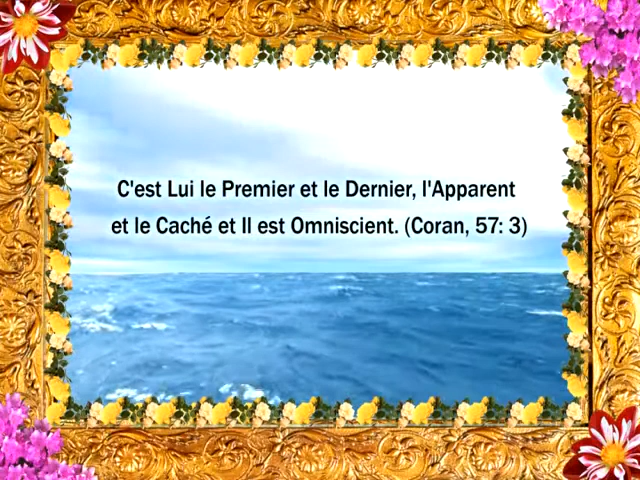 C'est Lui le Premier et le Dernier, l'Apparent
et le Caché et Il est Omniscient. (Coran, 57: 3)